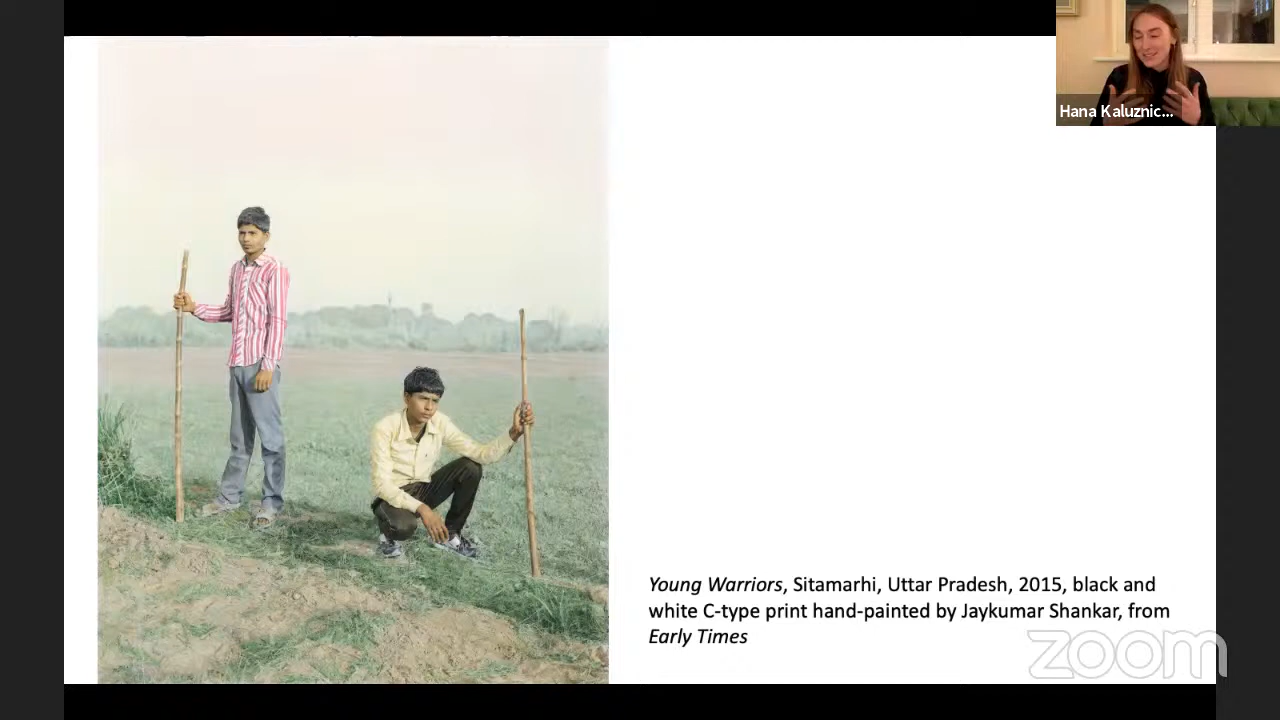 Hana Kaluznic...
Young Warriors, Sitamarhi, Uttar Pradesh, 2015, black and
white C-type print hand-painted by Jaykumar Shankar, from
Early Times
zoom